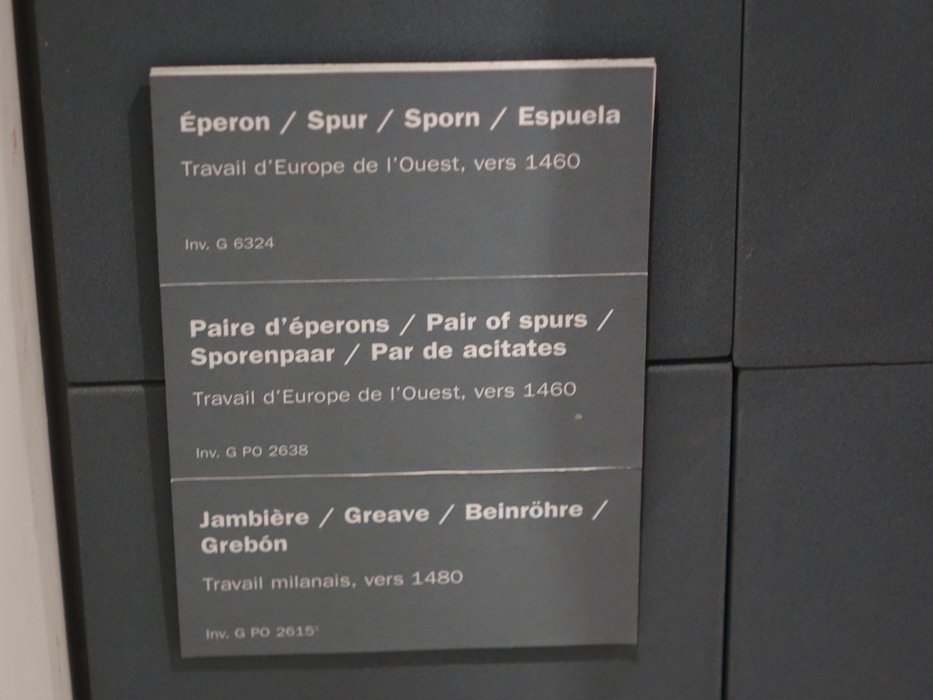 Éperon / Spur / Sporn / Espuela
Travail d'Europe de l'Ouest, vers 1460
Inv. G 6324
Paire d'éperons / Pair of spurs /
Sporenpaar / Par de acitates
Travail d'Europe de l'Ouest, vers 1460
Inv. G PO 2638
Jambière / Greave / Beinröhre /
Grebón
Travail milanais, vers 1480
Inv. G PO 2615